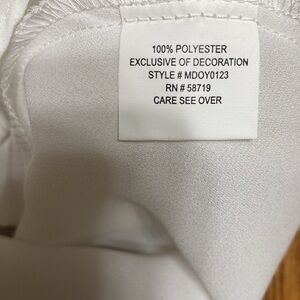 100% POLYESTER
EXCLUSIVE OF DECORATION
STYLE # MDOY0123
RN # 58719
CARE SEE OVER